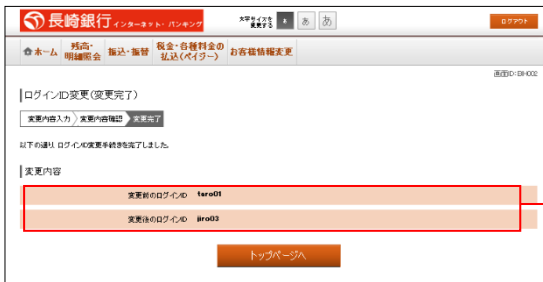 長崎銀行 インターネット・バンキング
文字サイズを
変更する
あ あ
ログアウト
ホーム
残高・
明細照会
振込・振替
税金・各種料金の
払込(ペイジー)
お客様情報変更
ログインID変更(変更完了)
変更内容入力 変更内容確認 変更完了
以下の通り、ログインID変更手続きを完了しました。
変更内容
変更前のログインID taro01
変更後のログインID jiro03
トップページへ